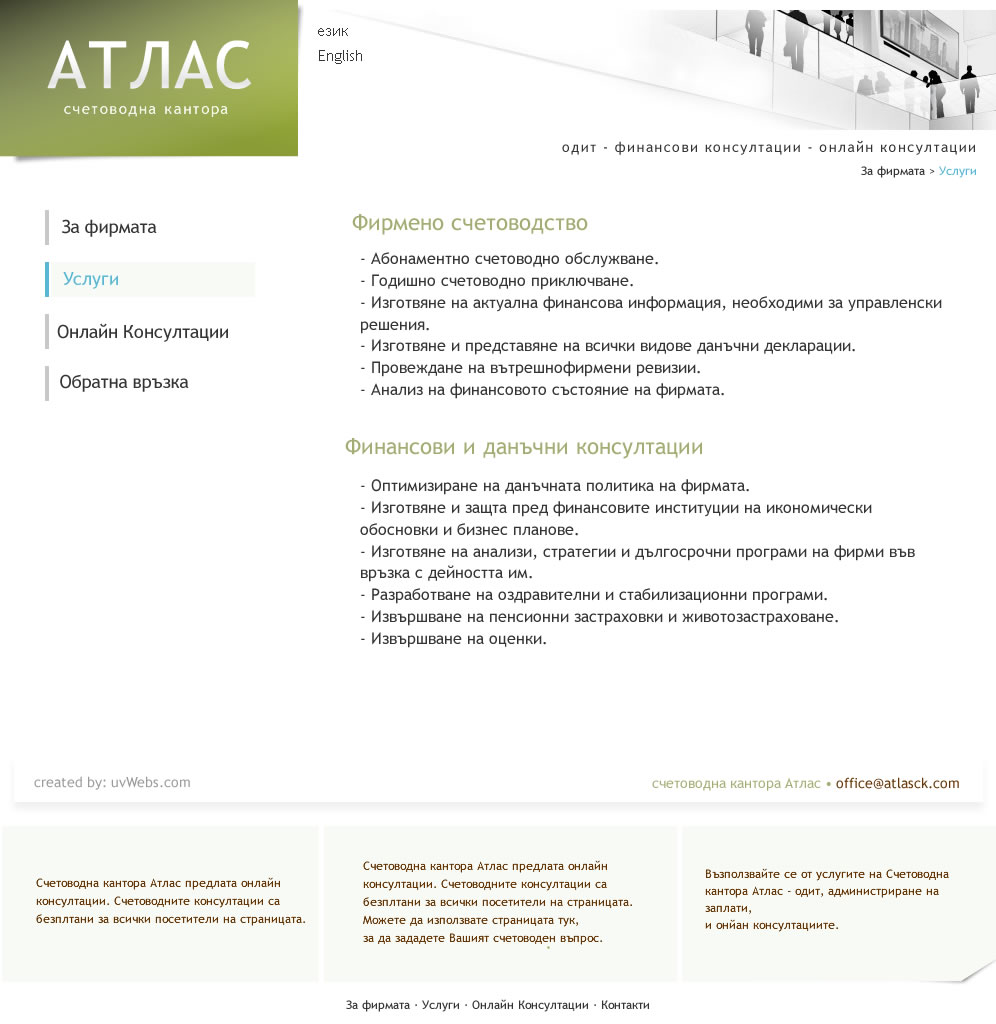 АТЛАС
счетоводна кантора
език
English
одит - финансови консултации - онлайн консултации
За фирмата > Услуги
За фирмата
Услуги
Онлайн Консултации
Обратна връзка
Фирмено счетоводство
- Абонаментно счетоводно обслужване.
- Годишно счетоводно приключване.
- Изготвяне на актуална финансова информация, необходими за управленски
решения.
- Изготвяне и представяне на всички видове данъчни декларации.
- Провеждане на вътрешнофирмени ревизии.
- Анализ на финансовото състояние на фирмата.
Финансови и данъчни консултации
- Оптимизиране на данъчната политика на фирмата.
- Изготвяне и защта пред финансовите институции на икономически
обосновки и бизнес планове.
- Изготвяне на анализи, стратегии и дългосрочни програми на фирми във
връзка с дейността им.
- Разработване на оздравителни и стабилизационни програми.
- Извършване на пенсионни застраховки и животозастраховане.
- Извършване на оценки.
created by: uvWebs.com
счетоводна кантора Атлас • office@atlasck.com
Счетоводна кантора Атлас предлата онлайн
консултации. Счетоводните консултации са
безплтани за всички посетители на страницата.
Счетоводна кантора Атлас предлата онлайн
консултации. Счетоводните консултации са
безплтани за всички посетители на страницата.
Можете да използвате страницата тук,
за да зададете Вашият счетоводен въпрос.
Възползвайте се от услугите на Счетоводна
кантора Атлас - одит, администриране на
заплати,
и онйан консултациите.
За фирмата · Услуги · Онлайн Консултации · Контакти